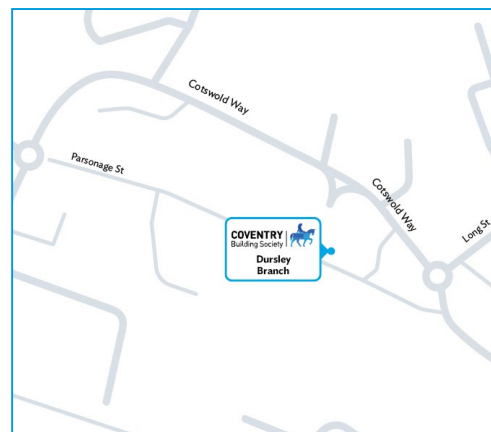 Cotswold Way
Parsonage St
Cotswold Way
Long St
COVENTRY
Building Society
Dursley
Branch